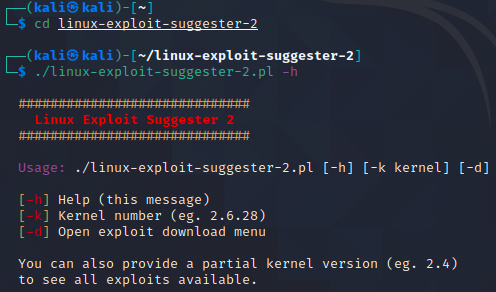 (kali㉿kali)-[~]
$ cd linux-exploit-suggester-2
(kali㉿kali)-[~/linux-exploit-suggester-2]
$ ./linux-exploit-suggester-2.pl -h
#############################
Linux Exploit Suggester 2
#############################
Usage: ./linux-exploit-suggester-2.pl [-h] [-k kernel] [-d]
[-h] Help (this message)
[-k] Kernel number (eg. 2.6.28)
[-d] Open exploit download menu
You can also provide a partial kernel version (eg. 2.4)
to see all exploits available.